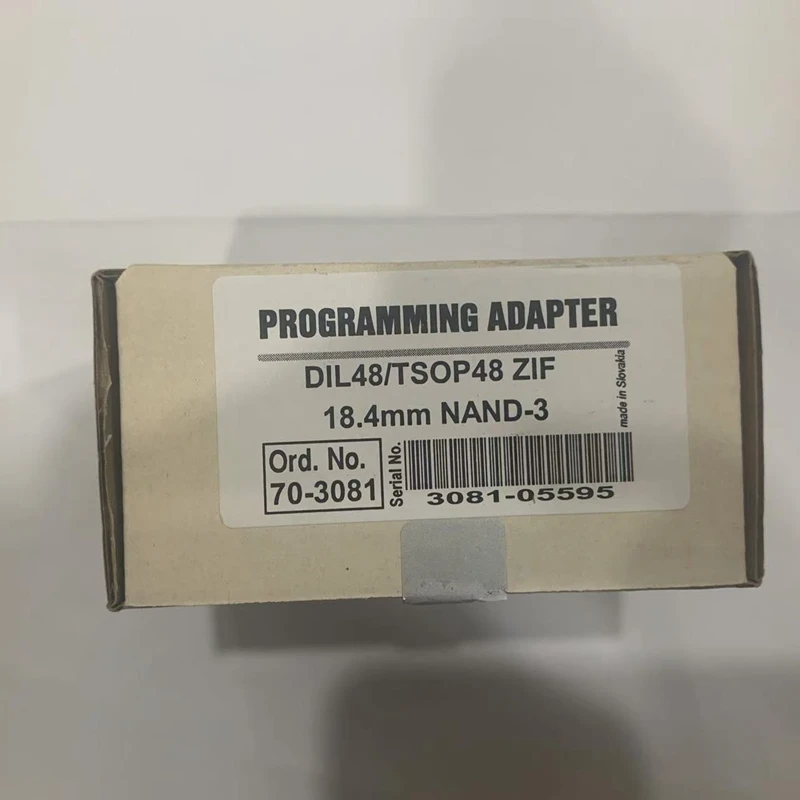 PROGRAMMING ADAPTER
DIL48/TSOP48 ZIF
18.4mm NAND-3
made in Slovakia
Ord. No.
70-3081
Serial No.
3081-05595